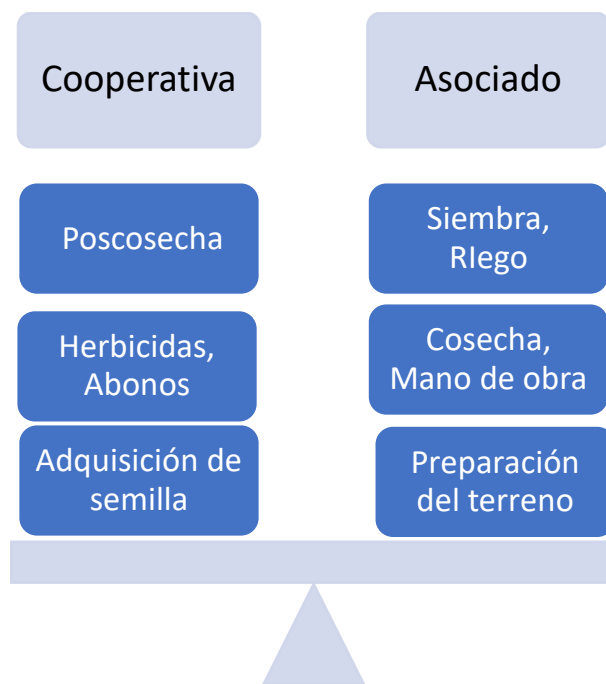 Cooperativa
Asociado
Poscosecha
Siembra,
RIego
Herbicidas,
Abonos
Cosecha,
Mano de obra
Adquisición de
semilla
Preparación
del terreno